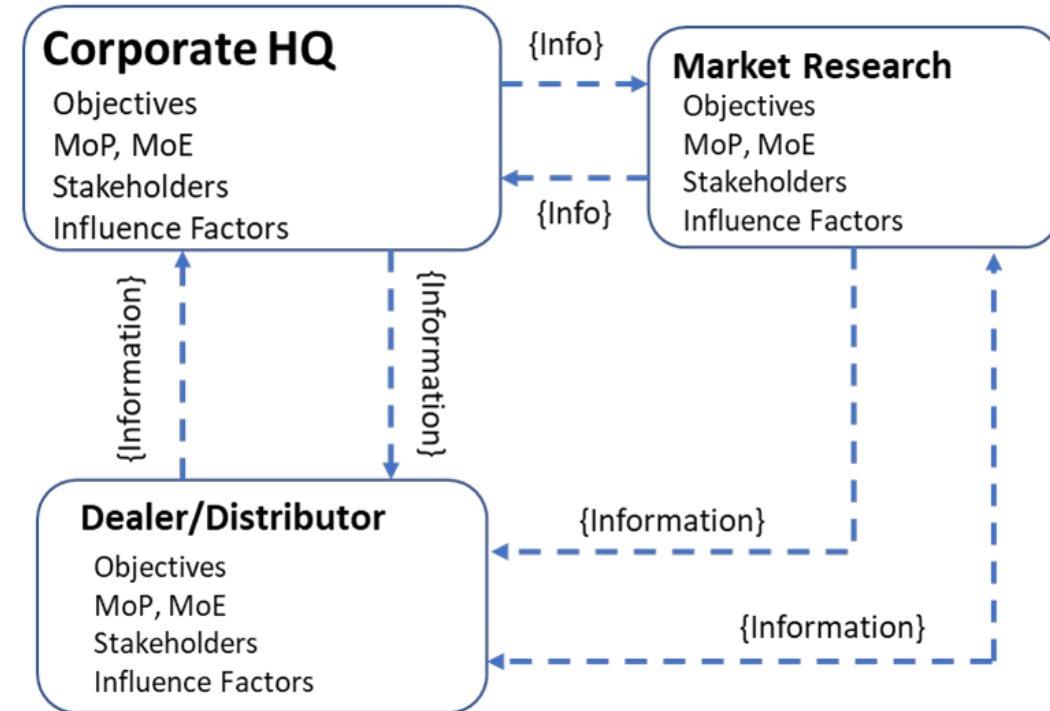 Corporate HQ
Objectives
MoP, MoE
Stakeholders
Influence Factors
{Info}
{Info}
Market Research
Objectives
MoP, MoE
Stakeholders
Influence Factors
{Information}
{Information}
Dealer/Distributor
Objectives
MoP, MoE
Stakeholders
Influence Factors
{Information}
{Information}